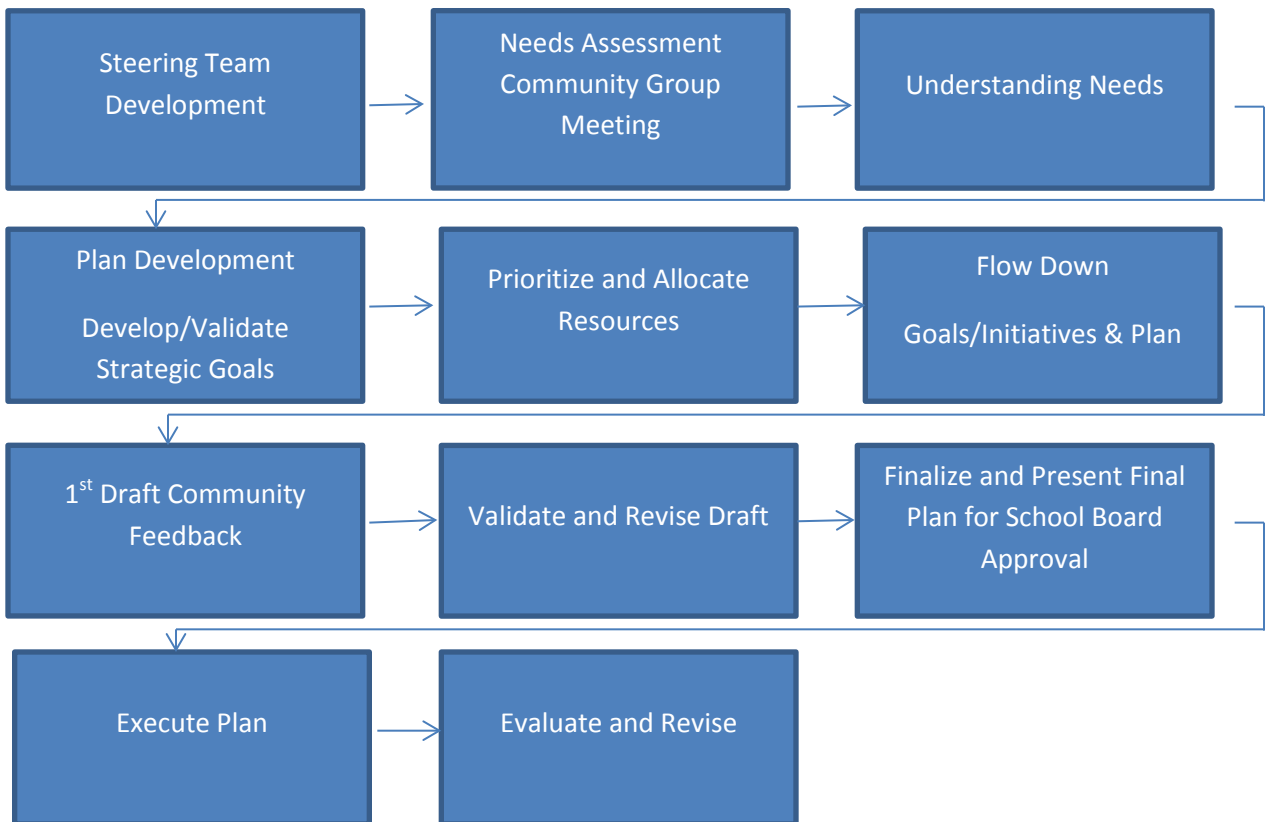 Steering Team
Development
Needs Assessment
Community Group
Meeting
Understanding Needs
Plan Development
Develop/Validate
Strategic Goals
Prioritize and Allocate
Resources
Flow Down
Goals/Initiatives & Plan
1st Draft Community
Feedback
Validate and Revise Draft
Finalize and Present Final
Plan for School Board
Approval
Execute Plan
Evaluate and Revise